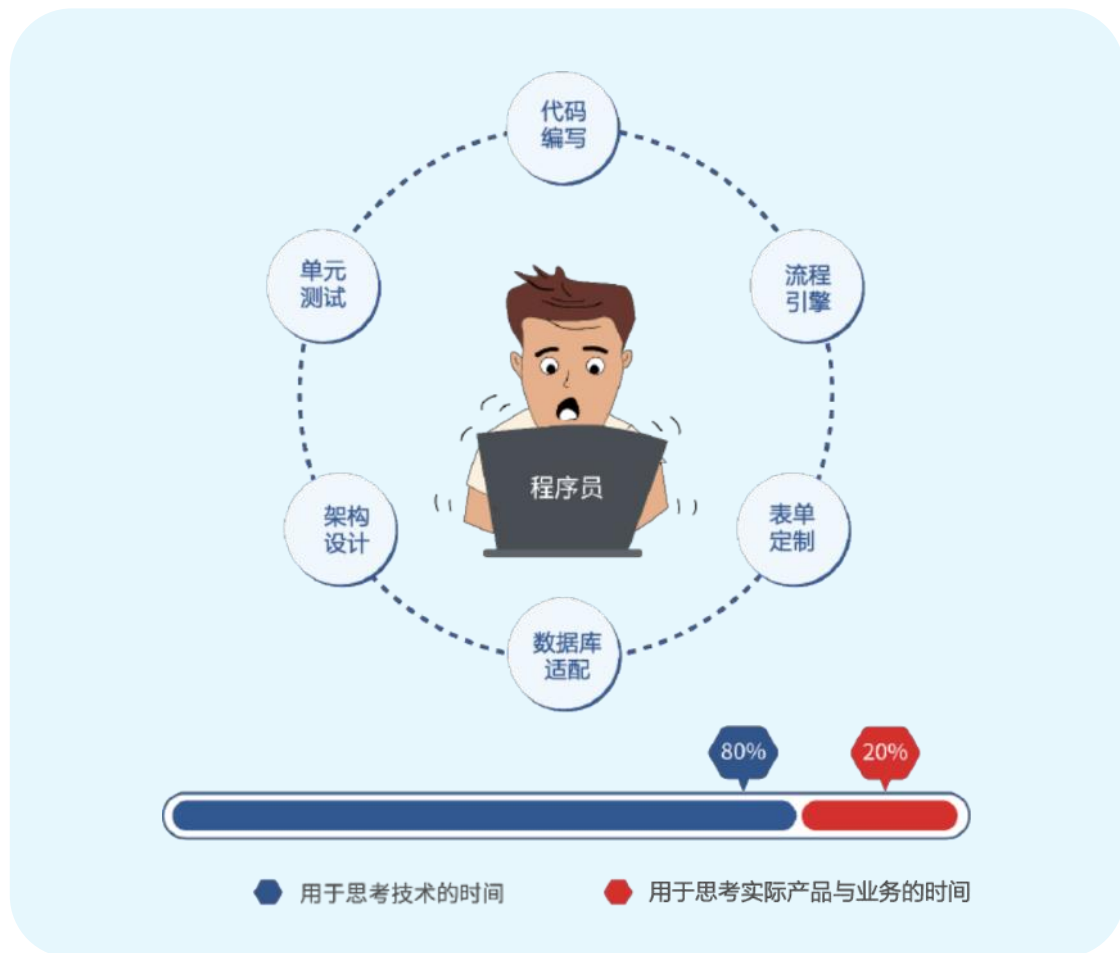 代码
编写
单元
测试
流程
引擎
程序员
架构
设计
表单
定制
数据库
适配
80%
20%
用于思考技术的时间
用于思考实际产品与业务的时间